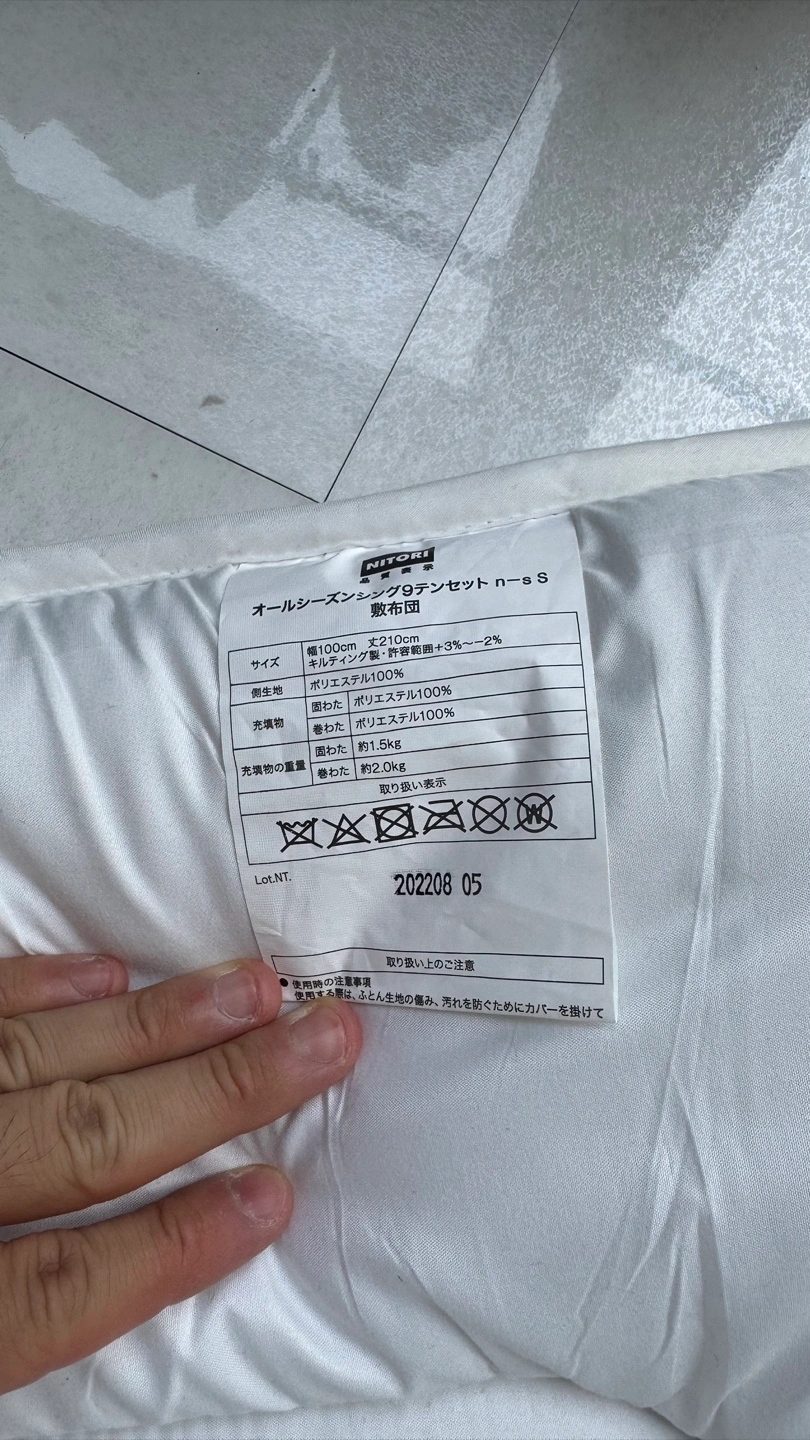 NITORI
品質表示
オールシーズンシング9テンセット n-s S
敷布団
サイズ 幅100cm 丈210cm
キルティング製・許容範囲+3%~-2%
側生地 ポリエステル100%
充填物 固わた ポリエステル100%
巻わた ポリエステル100%
充填物の重量 固わた 約1.5kg
巻わた 約2.0kg
取り扱い表示
W
Lot.NT. 202208 05
取り扱い上のご注意
● 使用時の注意事項
使用する際は、ふとん生地の傷み、汚れを防ぐためにカバーを掛けて